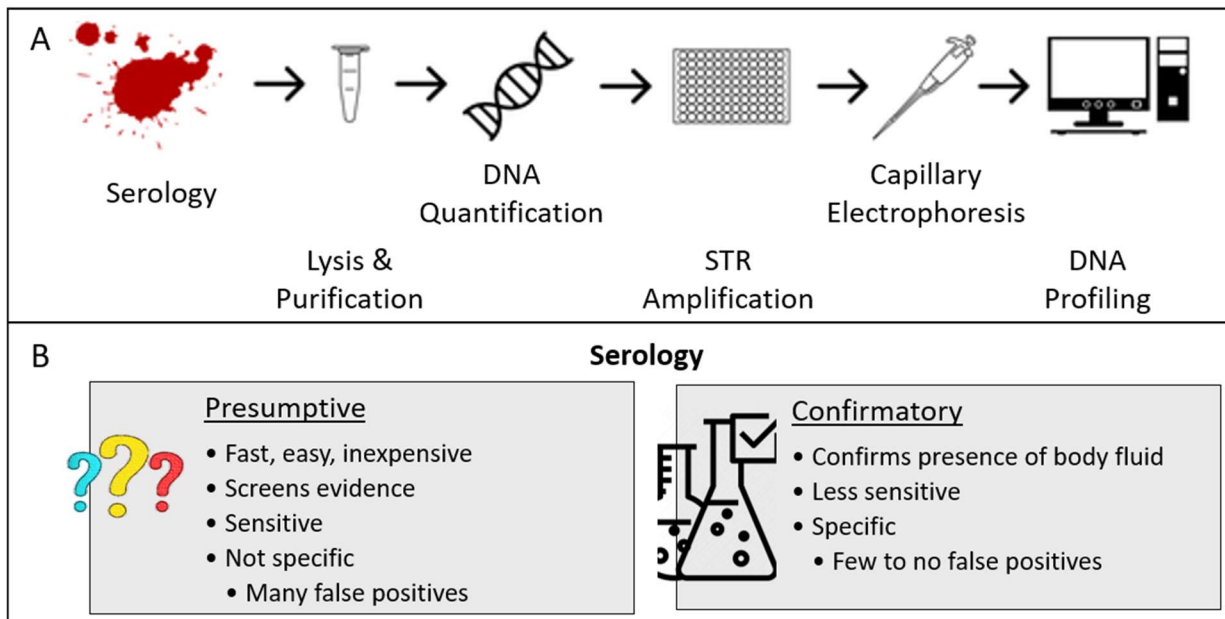 A
Serology
Lysis &
Purification
DNA
Quantification
STR
Amplification
Capillary
Electrophoresis
DNA
Profiling
B
Serology
Presumptive
• Fast, easy, inexpensive
• Screens evidence
• Sensitive
• Not specific
• Many false positives
Confirmatory
• Confirms presence of body fluid
• Less sensitive
• Specific
• Few to no false positives